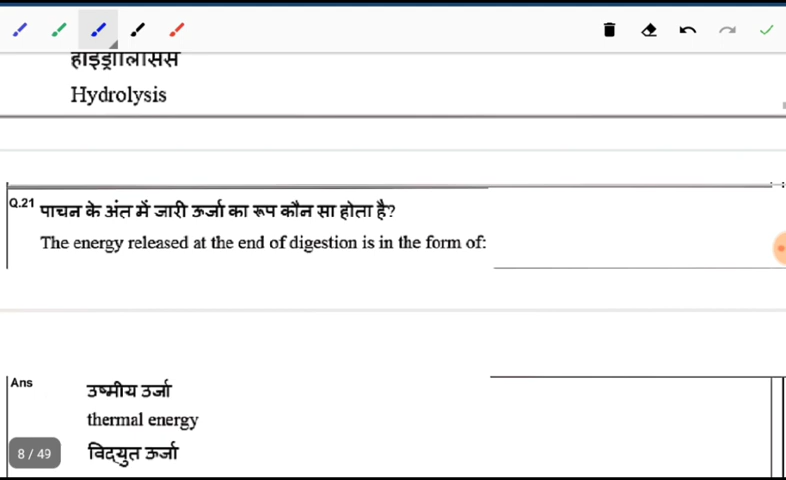 हाइड्रोलिसिस
Hydrolysis
Q.21 पाचन के अंत में जारी ऊर्जा का रूप कौन सा होता है?
The energy released at the end of digestion is in the form of:
Ans उष्मीय उर्जा
thermal energy
8 / 49 विद्युत ऊर्जा